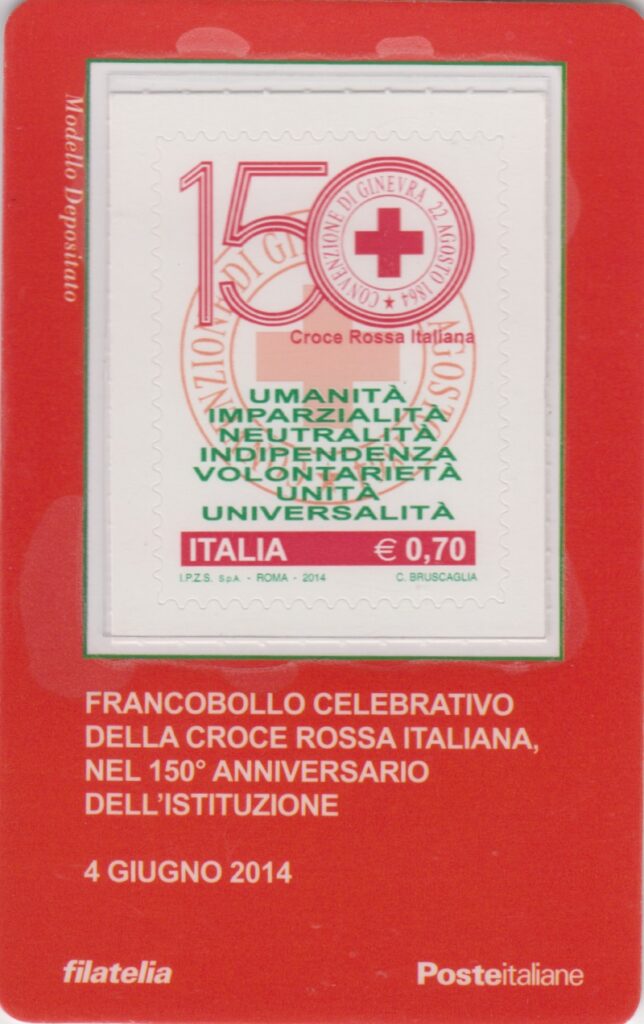 Modello Depositato
150
CONVENZIONE DI GINEVRA 22 AGOSTO 1864
Croce Rossa Italiana
UMANITÀ
IMPARZIALITÀ
NEUTRALITÀ
INDIPENDENZA
VOLONTARIETÀ
UNITÀ
UNIVERSALITÀ
ITALIA € 0,70
I.P.Z.S. S.p.A. - ROMA - 2014 C. BRUSCAGLIA
FRANCOBOLLO CELEBRATIVO
DELLA CROCE ROSSA ITALIANA,
NEL 150° ANNIVERSARIO
DELL'ISTITUZIONE
4 GIUGNO 2014
filatelia Posteitaliane